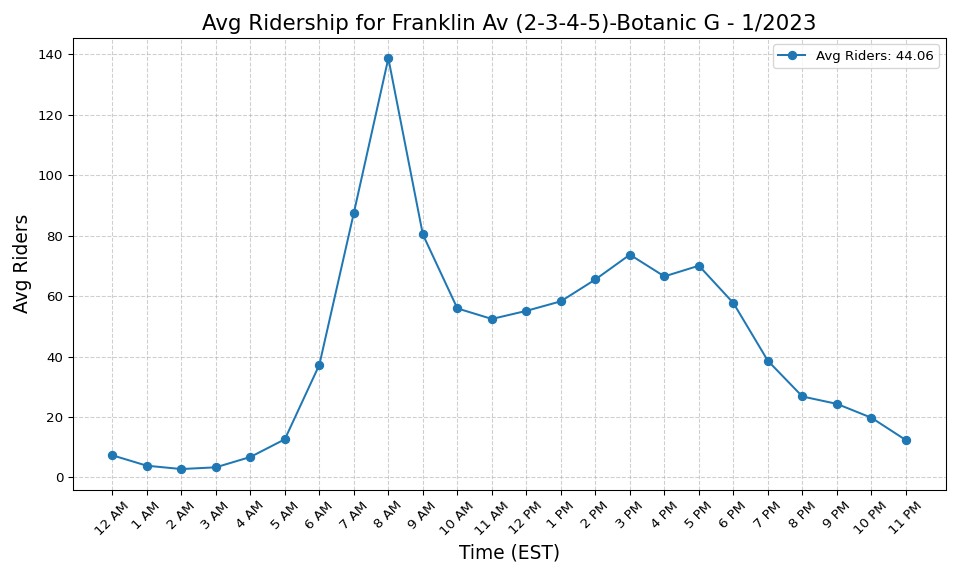 Avg Ridership for Franklin Av (2-3-4-5)-Botanic G - 1/2023
Avg Riders: 44.06
Avg Riders
140
120
100
80
60
40
20
0
12 AM
1 AM
2 AM
3 AM
4 AM
5 AM
6 AM
7 AM
8 AM
9 AM
10 AM
11 AM
12 PM
1 PM
2 PM
3 PM
4 PM
5 PM
6 PM
7 PM
8 PM
9 PM
10 PM
11 PM
Time (EST)